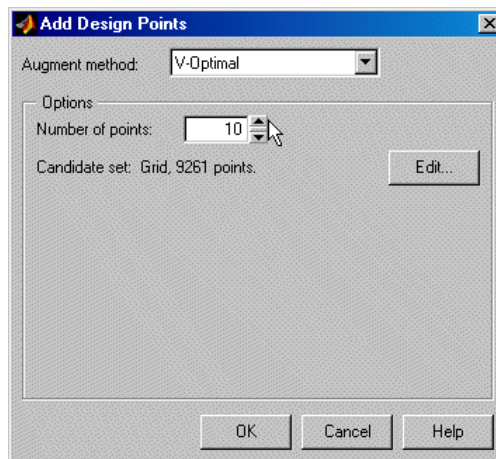 Add Design Points
Augment method: V-Optimal
Options
Number of points: 10
Candidate set: Grid, 9261 points. Edit...
OK Cancel Help